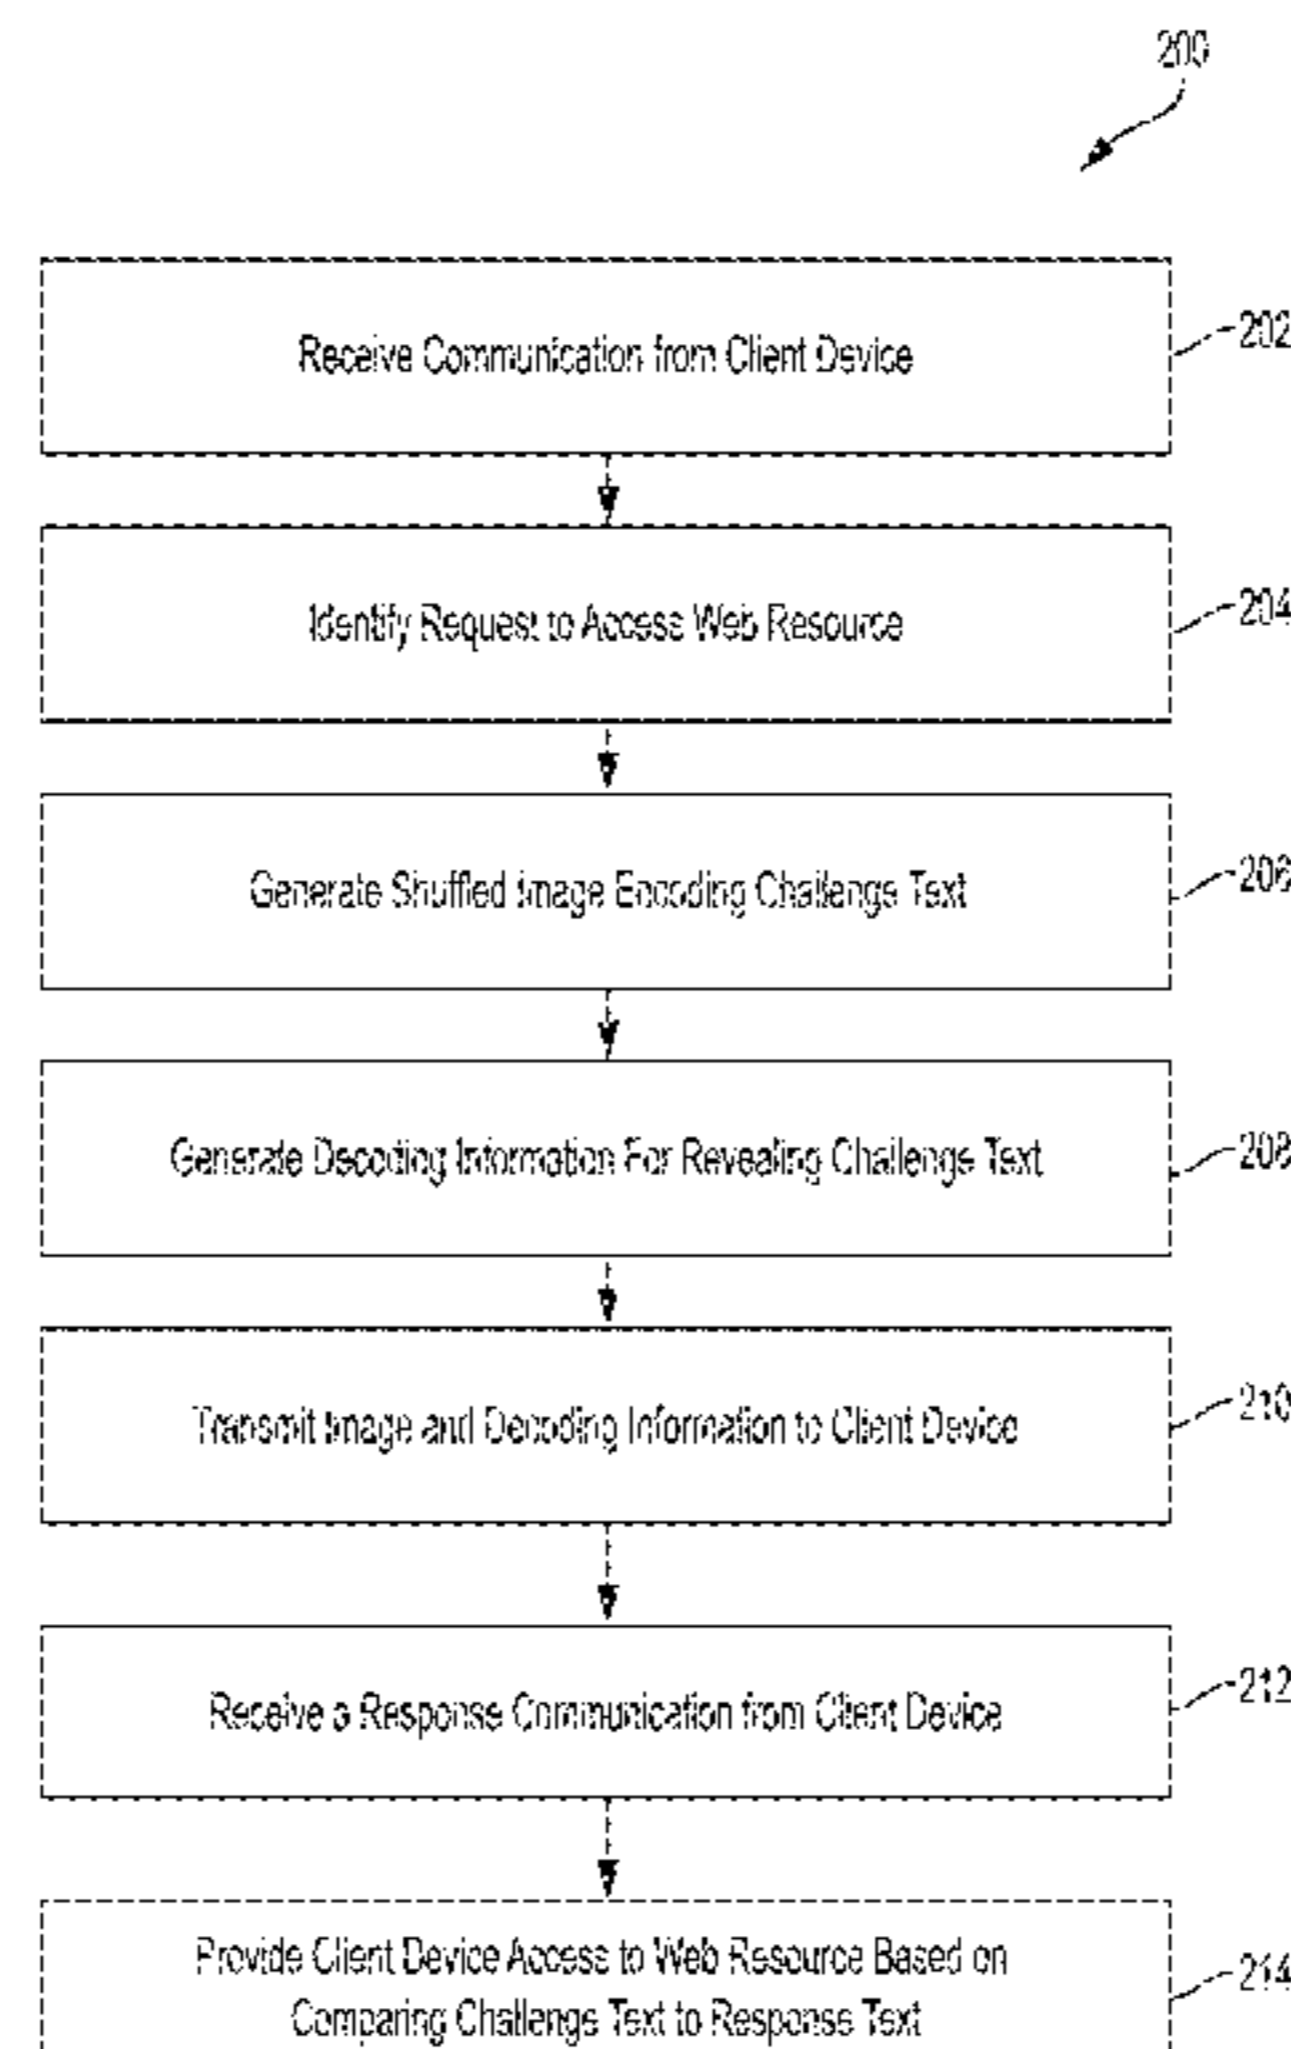 200
Receive Communication from Client Device
202
Identify Request to Access Web Resource
204
Generate Shuffled Image Encoding Challenge Text
206
Generate Decoding Information For Revealing Challenge Text
208
Transmit Image and Decoding Information to Client Device
210
Receive a Response Communication from Client Device
212
Provide Client Device Access to Web Resource Based on
Comparing Challenge Text to Response Text
214